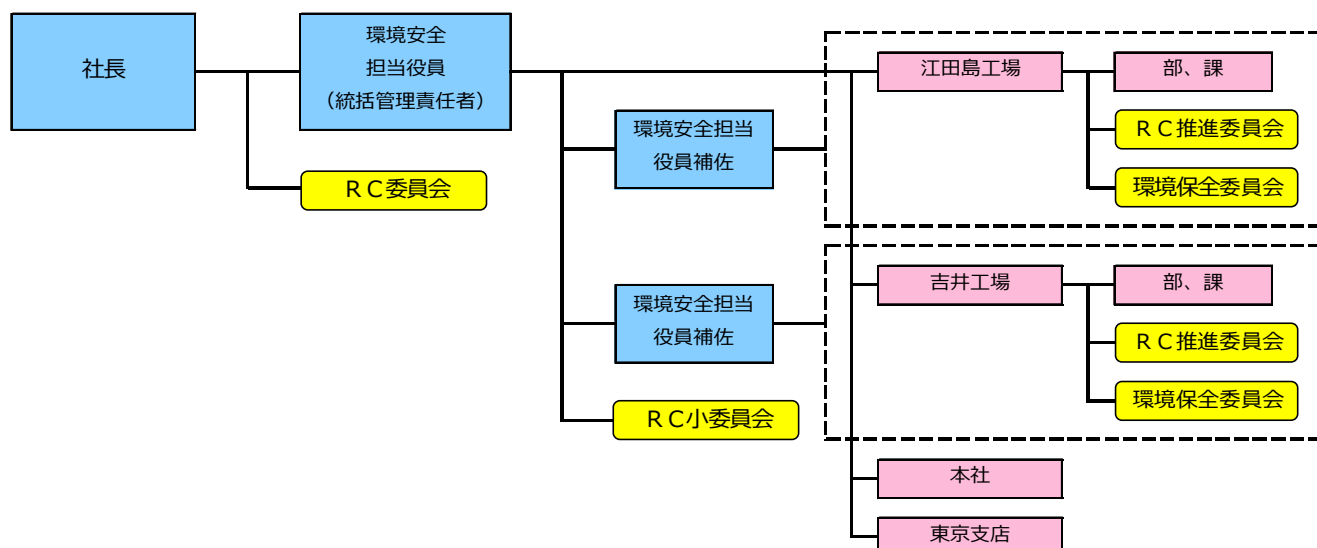 社長
環境安全
担当役員
（統括管理責任者）
ＲＣ委員会
環境安全担当
役員補佐
環境安全担当
役員補佐
ＲＣ小委員会
江田島工場
部、課
ＲＣ推進委員会
環境保全委員会
吉井工場
部、課
ＲＣ推進委員会
環境保全委員会
本社
東京支店